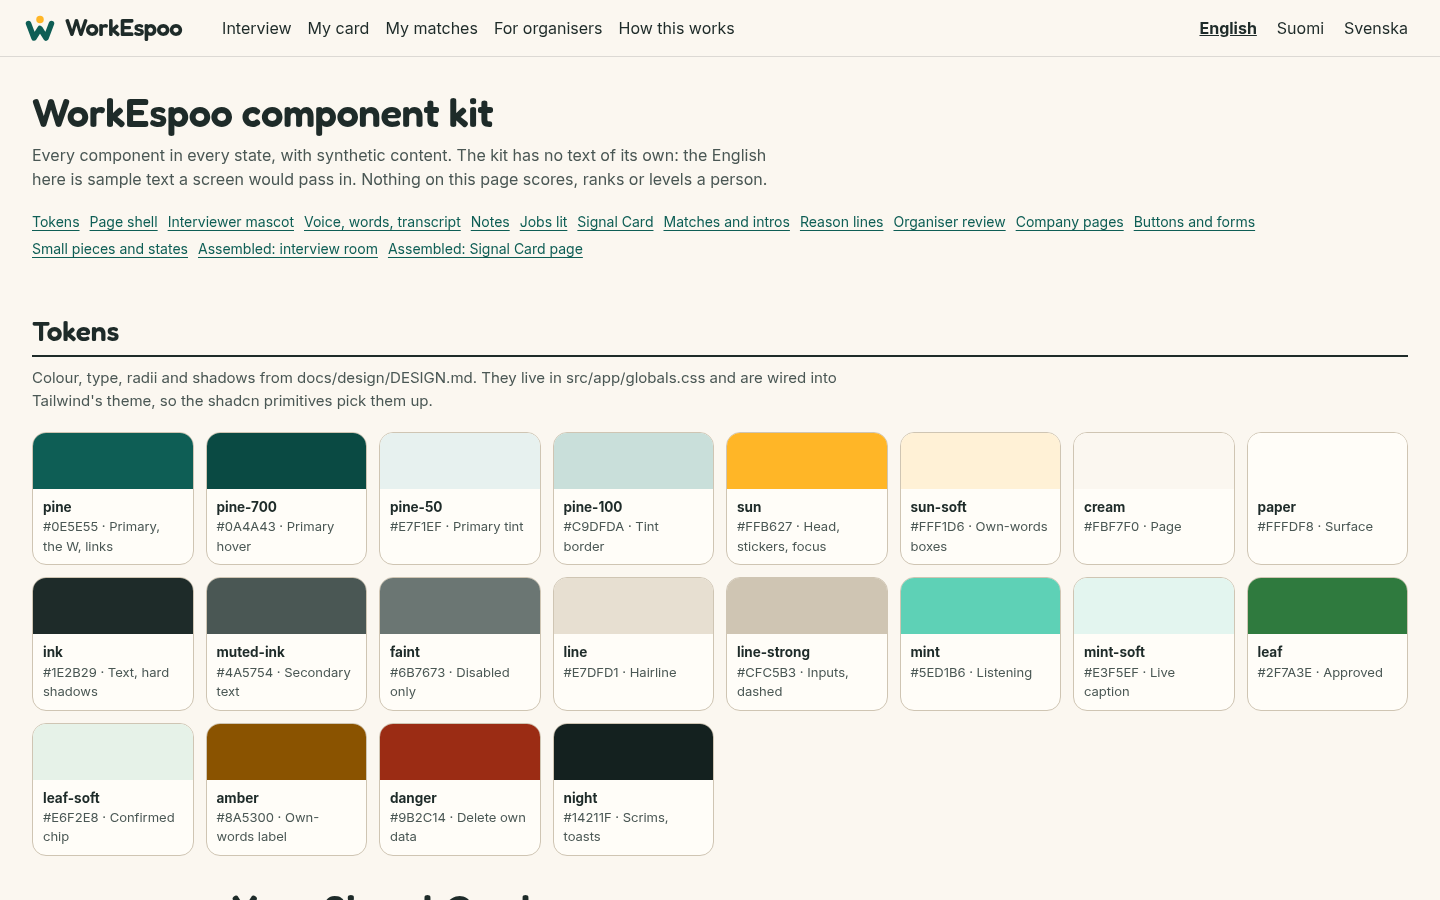 WorkEspoo
Interview My card My matches For organisers How this works
English Suomi Svenska
WorkEspoo component kit
Every component in every state, with synthetic content. The kit has no text of its own: the English
here is sample text a screen would pass in. Nothing on this page scores, ranks or levels a person.
Tokens Page shell Interviewer mascot Voice, words, transcript Notes Jobs lit Signal Card Matches and intros Reason lines Organiser review Company pages Buttons and forms
Small pieces and states Assembled: interview room Assembled: Signal Card page
Tokens
Colour, type, radii and shadows from docs/design/DESIGN.md. They live in src/app/globals.css and are wired into
Tailwind's theme, so the shadcn primitives pick them up.
pine
#0E5E55 · Primary,
the W, links
pine-700
#0A4A43 · Primary
hover
pine-50
#E7F1EF · Primary tint
pine-100
#C9DFDA · Tint
border
sun
#FFB627 · Head,
stickers, focus
sun-soft
#FFF1D6 · Own-words
boxes
cream
#FBF7F0 · Page
paper
#FFFDF8 · Surface
ink
#1E2B29 · Text, hard
shadows
muted-ink
#4A5754 · Secondary
text
faint
#6B7673 · Disabled
only
line
#E7DFD1 · Hairline
line-strong
#CFC5B3 · Inputs,
dashed
mint
#5ED1B6 · Listening
mint-soft
#E3F5EF · Live
caption
leaf
#2F7A3E · Approved
leaf-soft
#E6F2E8 · Confirmed
chip
amber
#8A5300 · Own-
words label
danger
#9B2C14 · Delete own
data
night
#14211F · Scrims,
toasts